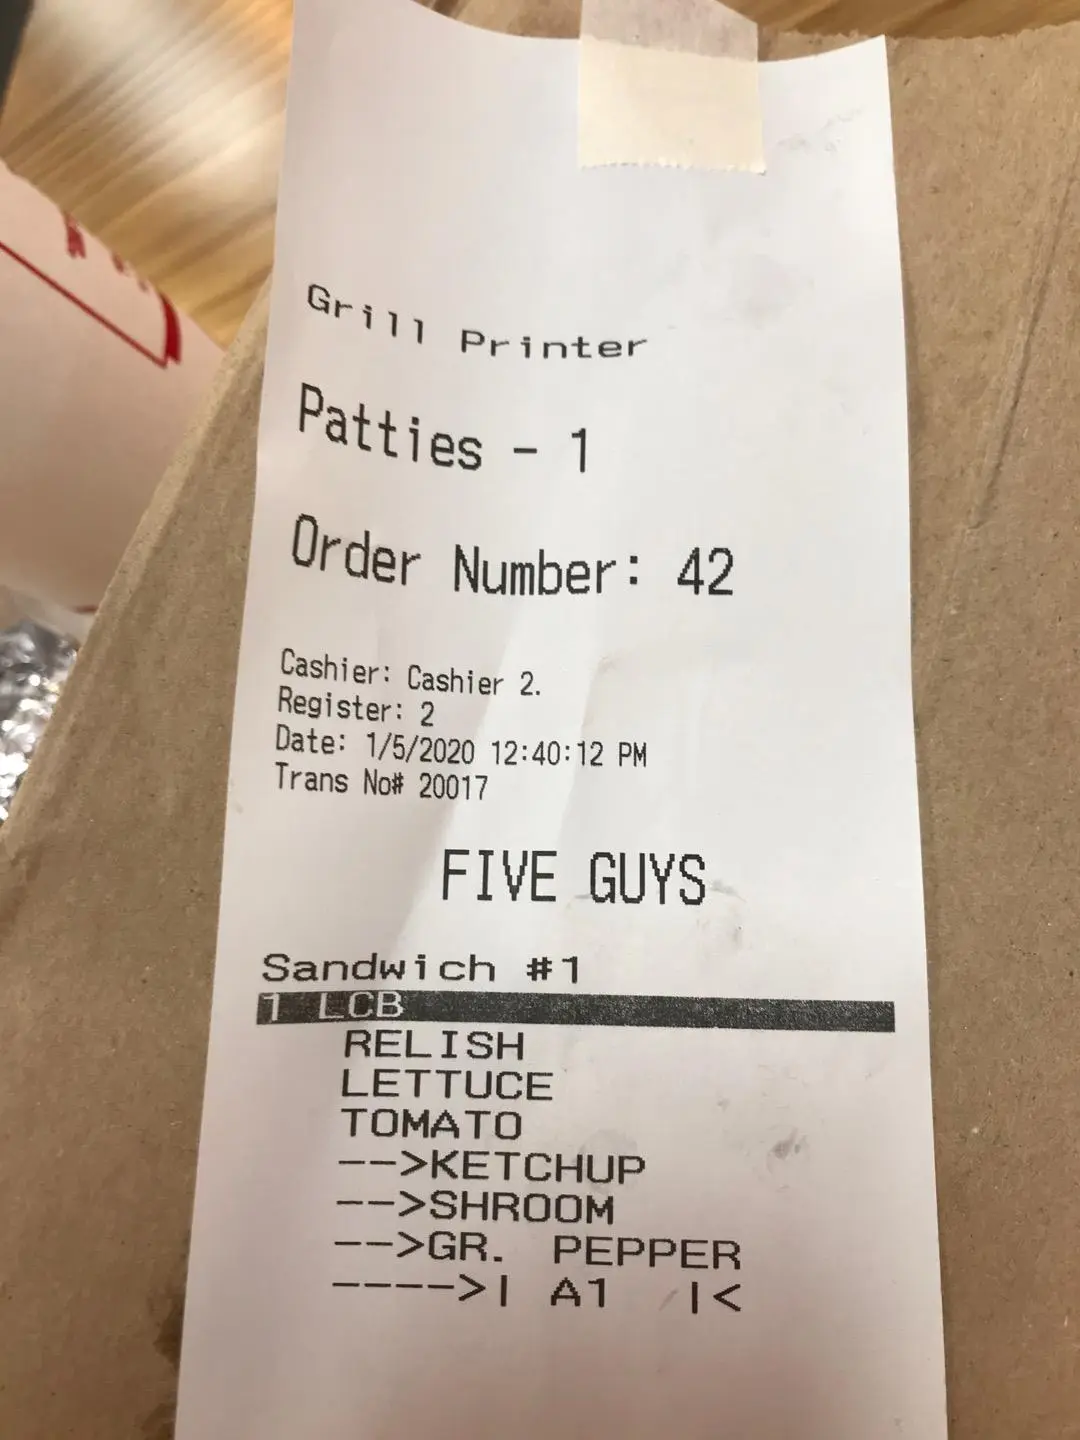 Grill Printer
Patties - 1
Order Number: 42
Cashier: Cashier 2.
Register: 2
Date: 1/5/2020 12:40:12 PM
Trans No# 20017
FIVE GUYS
Sandwich #1
1 LCB
RELISH
LETTUCE
TOMATO
-->KETCHUP
-->SHROOM
-->GR. PEPPER
---->| A1 |<